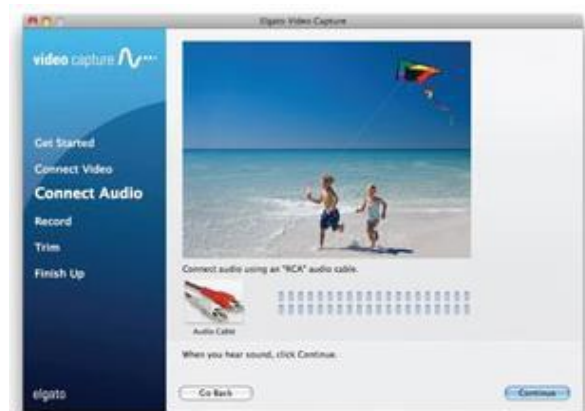 Elgato Video Capture
video capture
Get Started
Connect Video
Connect Audio
Record
Trim
Finish Up
Connect audio using an "RCA" audio cable.
Audio Cable
When you hear sound, click Continue.
elgato
Go Back
Continue